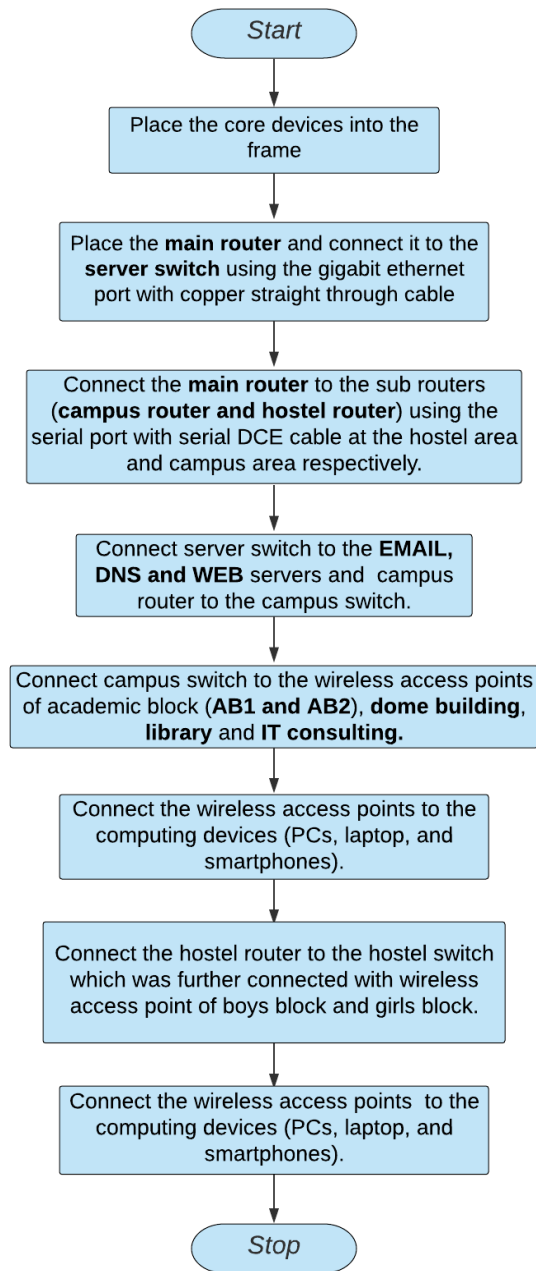 Start
Place the core devices into the
frame
Place the main router and connect it to the
server switch using the gigabit ethernet
port with copper straight through cable
Connect the main router to the sub routers
(campus router and hostel router) using the
serial port with serial DCE cable at the hostel area
and campus area respectively.
Connect server switch to the EMAIL,
DNS and WEB servers and campus
router to the campus switch.
Connect campus switch to the wireless access points
of academic block (AB1 and AB2), dome building,
library and IT consulting.
Connect the wireless access points to the
computing devices (PCs, laptop, and
smartphones).
Connect the hostel router to the hostel switch
which was further connected with wireless
access point of boys block and girls block.
Connect the wireless access points to the
computing devices (PCs, laptop, and
smartphones).
Stop